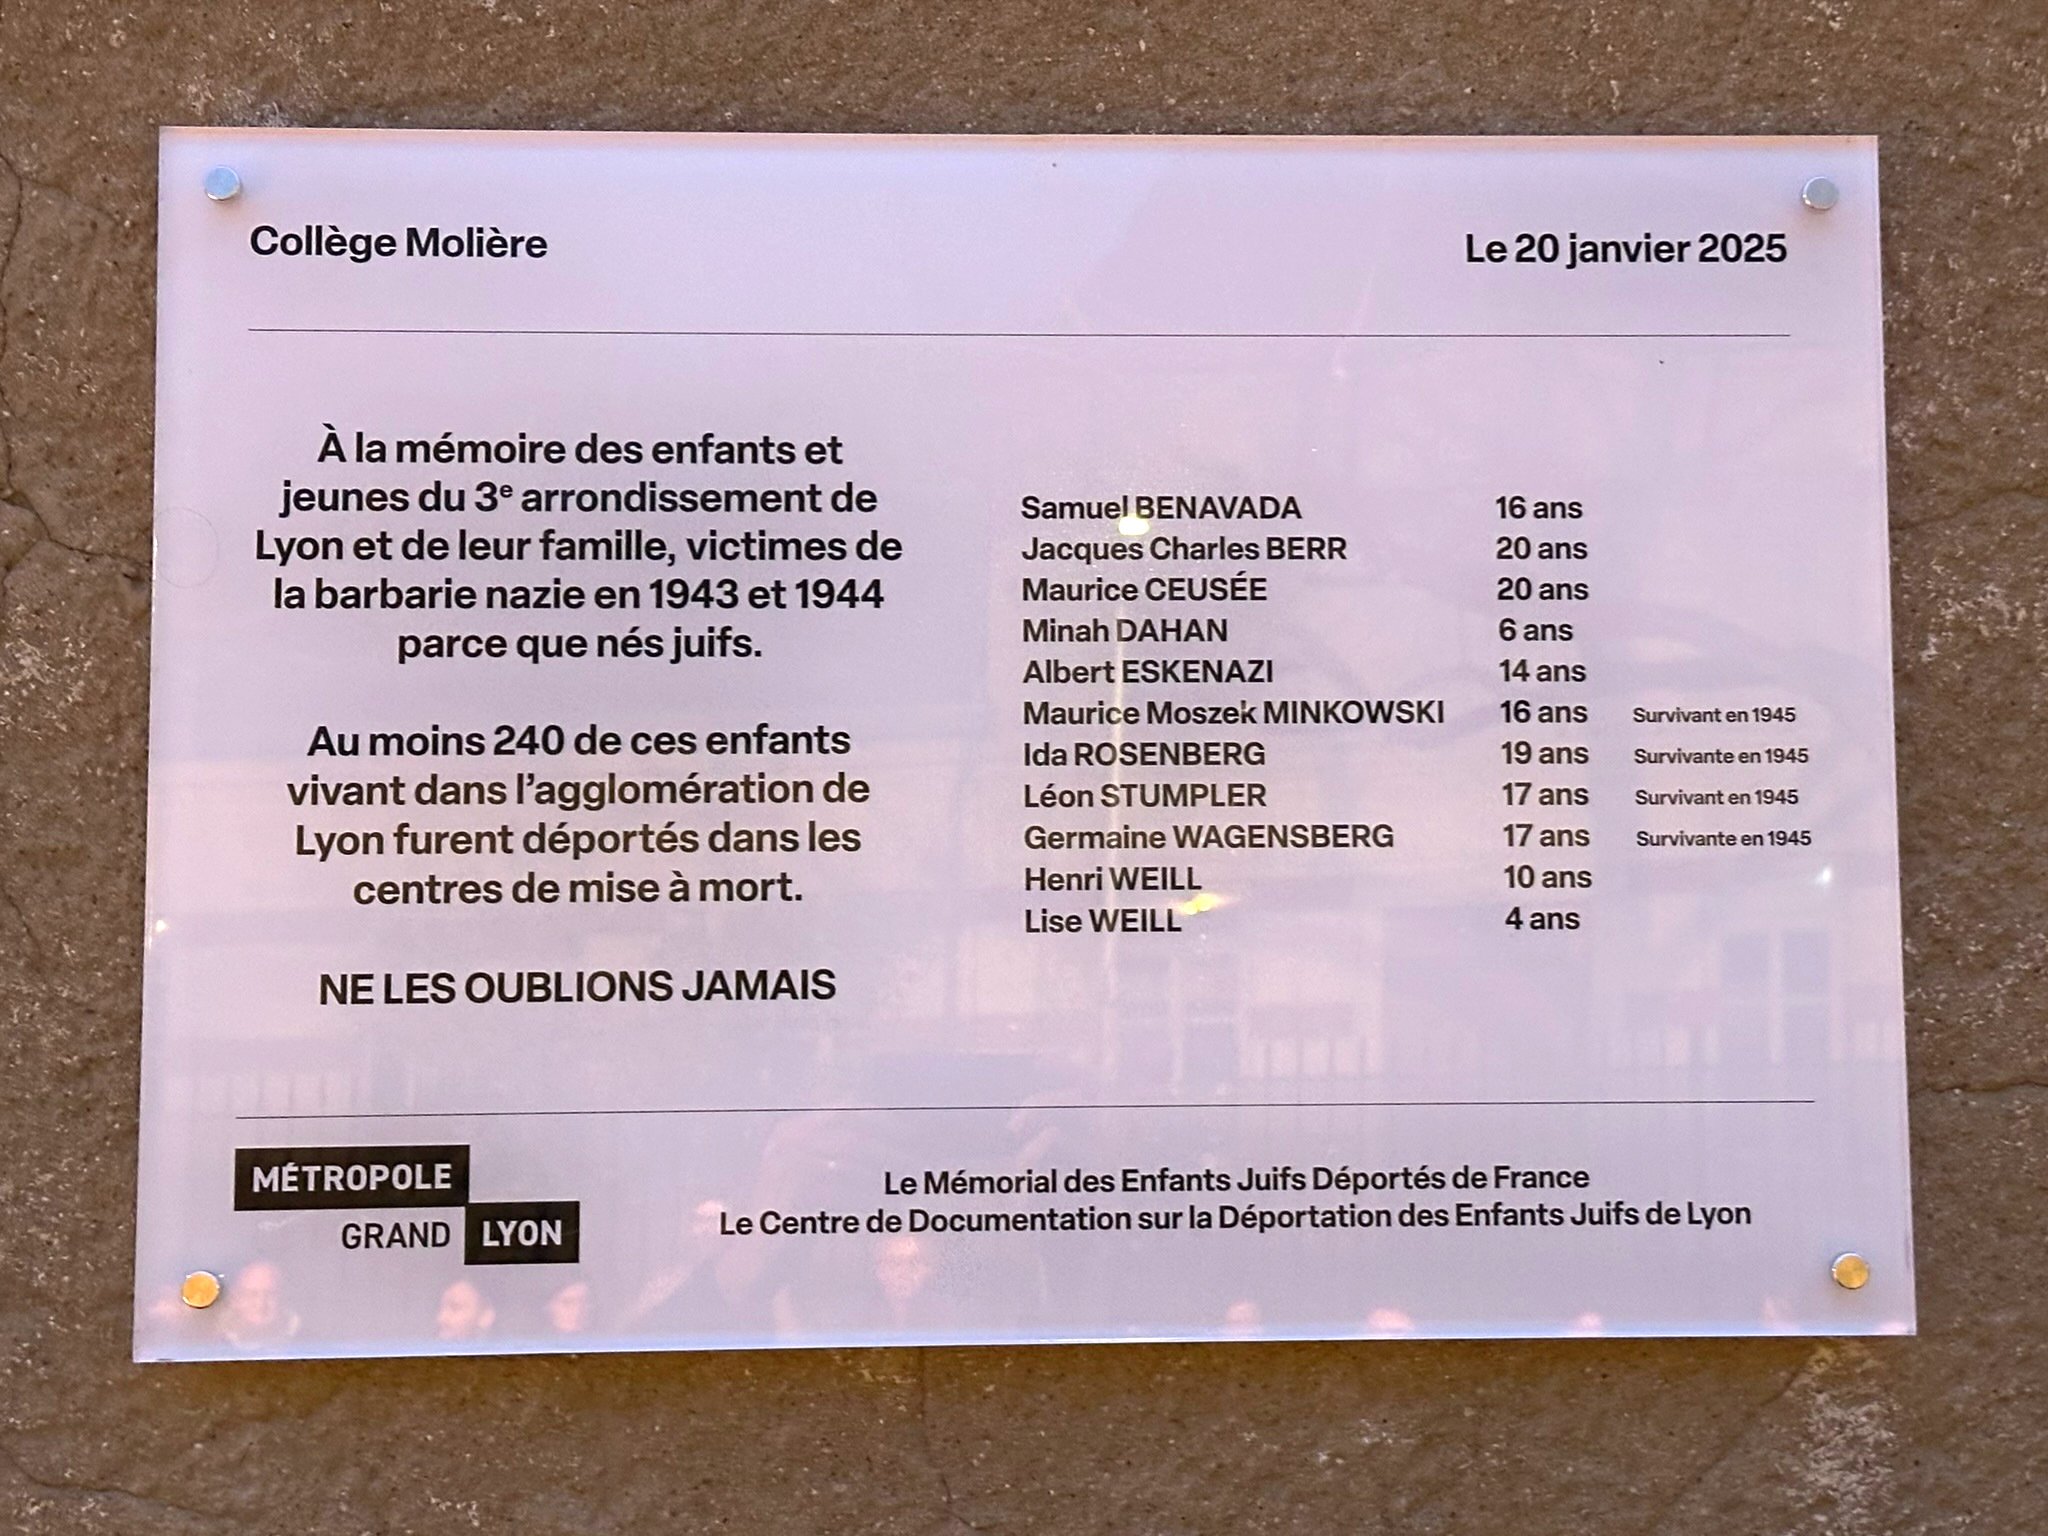 Collège Molière
Le 20 janvier 2025
À la mémoire des enfants et
jeunes du 3e arrondissement de
Lyon et de leur famille, victimes de
la barbarie nazie en 1943 et 1944
parce que nés juifs.
Au moins 240 de ces enfants
vivant dans l'agglomération de
Lyon furent déportés dans les
centres de mise à mort.
NE LES OUBLIONS JAMAIS
Samuel BENAVADA 16 ans
Jacques Charles BERR 20 ans
Maurice CEUSÉE 20 ans
Minah DAHAN 6 ans
Albert ESKENAZI 14 ans
Maurice Moszek MINKOWSKI 16 ans Survivant en 1945
Ida ROSENBERG 19 ans Survivante en 1945
Léon STUMPLER 17 ans Survivant en 1945
Germaine WAGENSBERG 17 ans Survivante en 1945
Henri WEILL 10 ans
Lise WEILL 4 ans
MÉTROPOLE
GRAND LYON
Le Mémorial des Enfants Juifs Déportés de France
Le Centre de Documentation sur la Déportation des Enfants Juifs de Lyon